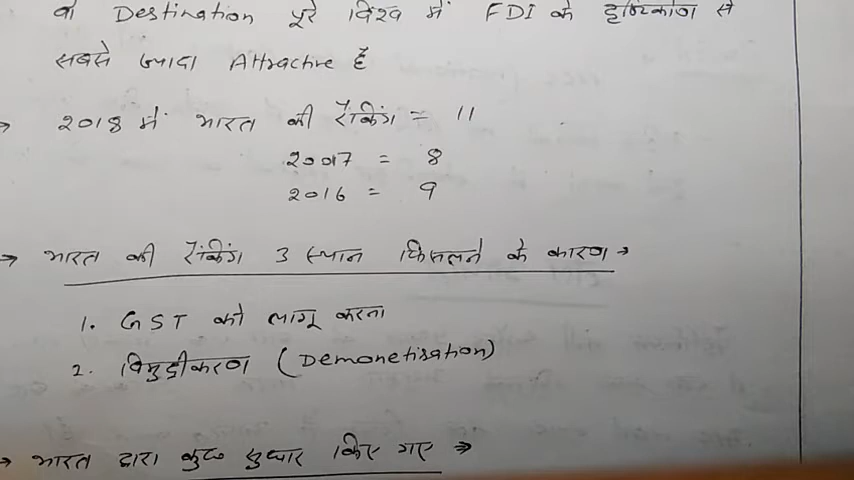 वो Destination पूरे विश्व में FDI के दृष्टिकोण से
सबसे ज्यादा Attractive है
→ 2018 में भारत की रैंकिंग = 11
2017 = 8
2016 = 9
→ भारत की रैंकिंग 3 स्थान फिसलने के कारण →
1. GST को लागू करना
2. विमुद्रीकरण (Demonetisation)
→ भारत द्वारा कुछ सुधार किए गए ⇒